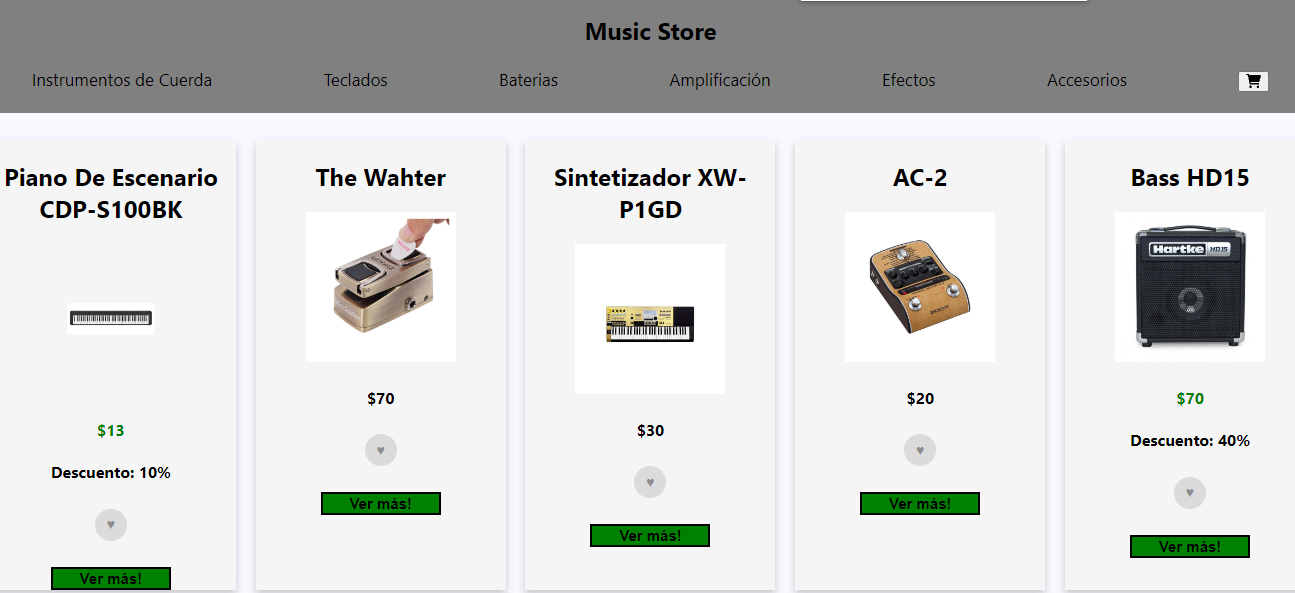 Music Store
Instrumentos de Cuerda
Teclados
Baterias
Amplificación
Efectos
Accesorios
Piano De Escenario
CDP-S100BK
$13
Descuento: 10%
♥
Ver más!
The Wahter
$70
♥
Ver más!
Sintetizador XW-
P1GD
$30
♥
Ver más!
AC-2
$20
♥
Ver más!
Bass HD15
Hartke HD15
$70
Descuento: 40%
♥
Ver más!